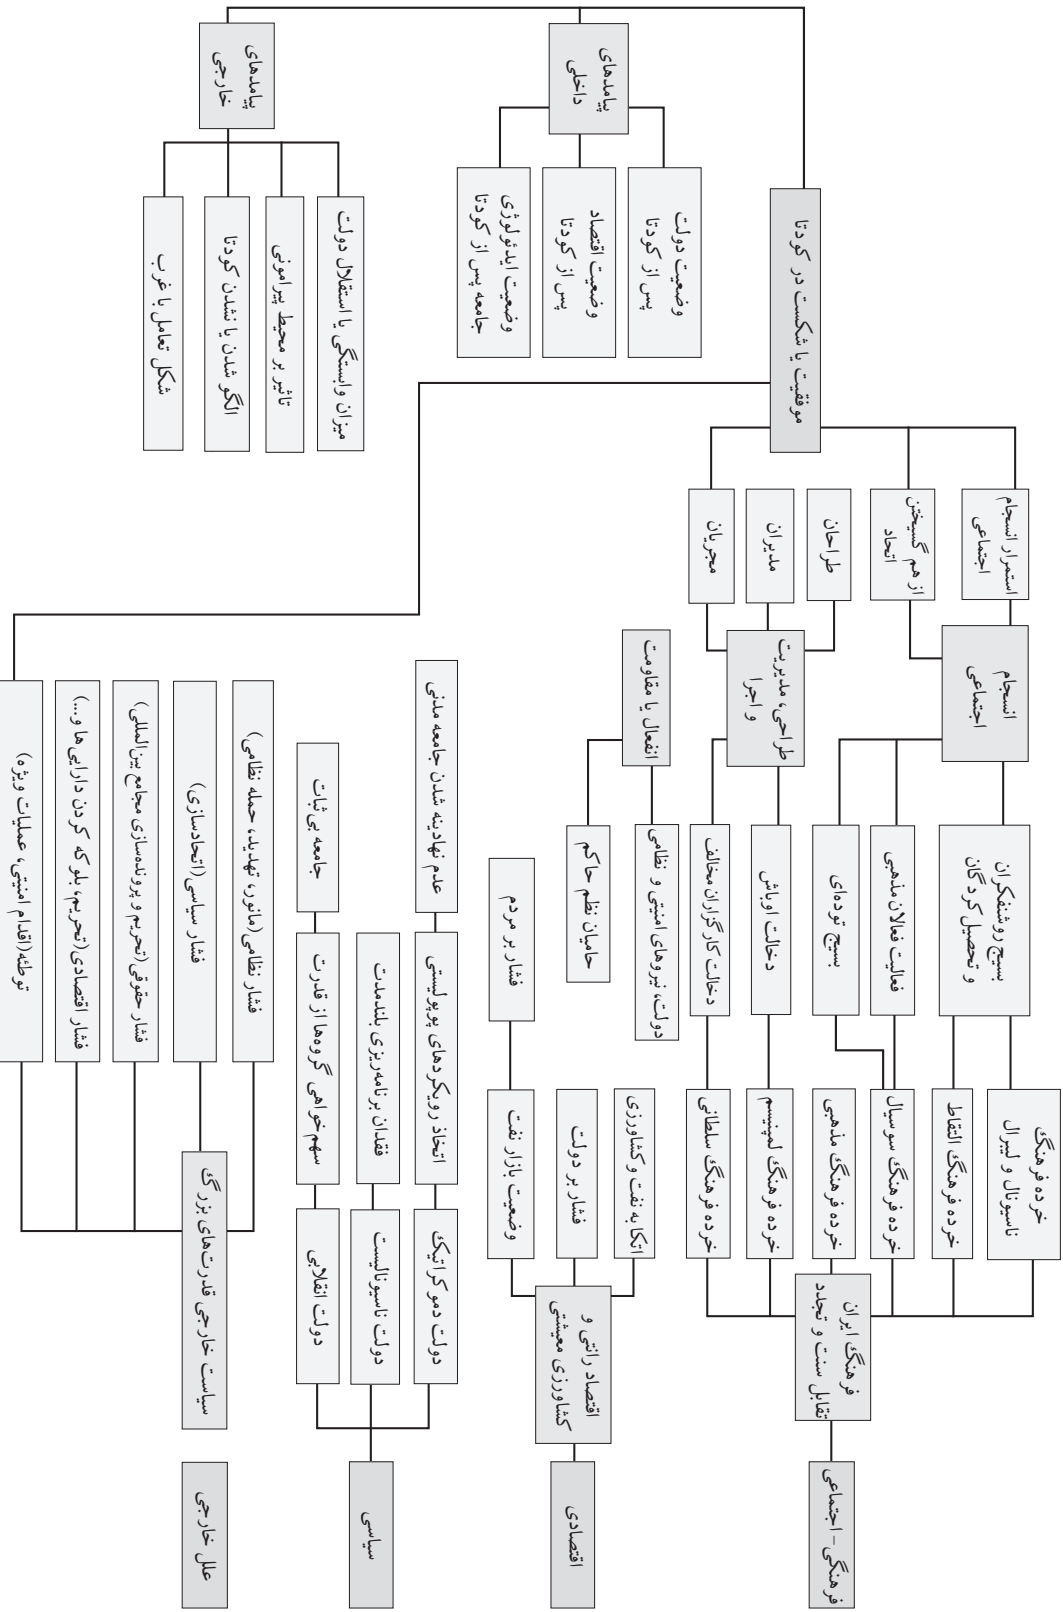 فرهنگی - اجتماعی
اقتصادی
سیاسی
علل خارجی
فرهنگ ایران
تقابل سنت و تجدد
اقتصاد رانتی و
کشاورزی معیشتی
دولت دموکراتیک
دولت ناسیونالیست
دولت انقلابی
سیاست خارجی قدرت‌های بزرگ
خرده فرهنگ
ناسیونال و لیبرال
خرده فرهنگ التقاط
خرده فرهنگ سوسیال
خرده فرهنگ مذهبی
خرده فرهنگ لمپنیسم
خرده فرهنگ سلطانی
اتکا به نفت و کشاورزی
فشار بر دولت
وضعیت بازار نفت
اتخاذ رویکردهای پوپولیستی
فقدان برنامه‌ریزی بلندمدت
سهم‌خواهی گروه‌ها از قدرت
بسیج روشنفکران
و تحصیل کردگان
فعالیت فعالان مذهبی
بسیج توده‌ای
دخالت اوباش
دخالت کارگزاران مخالف
دولت، نیروهای امنیتی و نظامی
حامیان نظم حاکم
فشار بر مردم
عدم نهادینه شدن جامعه مدنی
جامعه بی ثبات
فشار نظامی(مانور، تهدید، حمله نظامی)
فشار سیاسی(اتحادسازی)
فشار حقوقی(تحریم و پرونده‌سازی مجامع بین‌المللی)
فشار اقتصادی(تحریم، بلوکه کردن دارایی ها و...)
توطئه(اقدام امنیتی، عملیات ویژه)
انسجام
اجتماعی
طراحی، مدیریت
و اجرا
انفعال یا مقاومت
استمرار انسجام
اجتماعی
از هم گسیختن
اتحاد
طراحان
مدیران
مجریان
موفقیت یا شکست در کودتا
وضعیت دولت
پس از کودتا
وضعیت اقتصاد
پس از کودتا
وضعیت ایدئولوژی
جامعه پس از کودتا
میزان وابستگی یا استقلال دولت
تاثیر بر محیط پیرامونی
الگو شدن یا نشدن کودتا
شکل تعامل با غرب
پیامدهای
داخلی
پیامدهای
خارجی